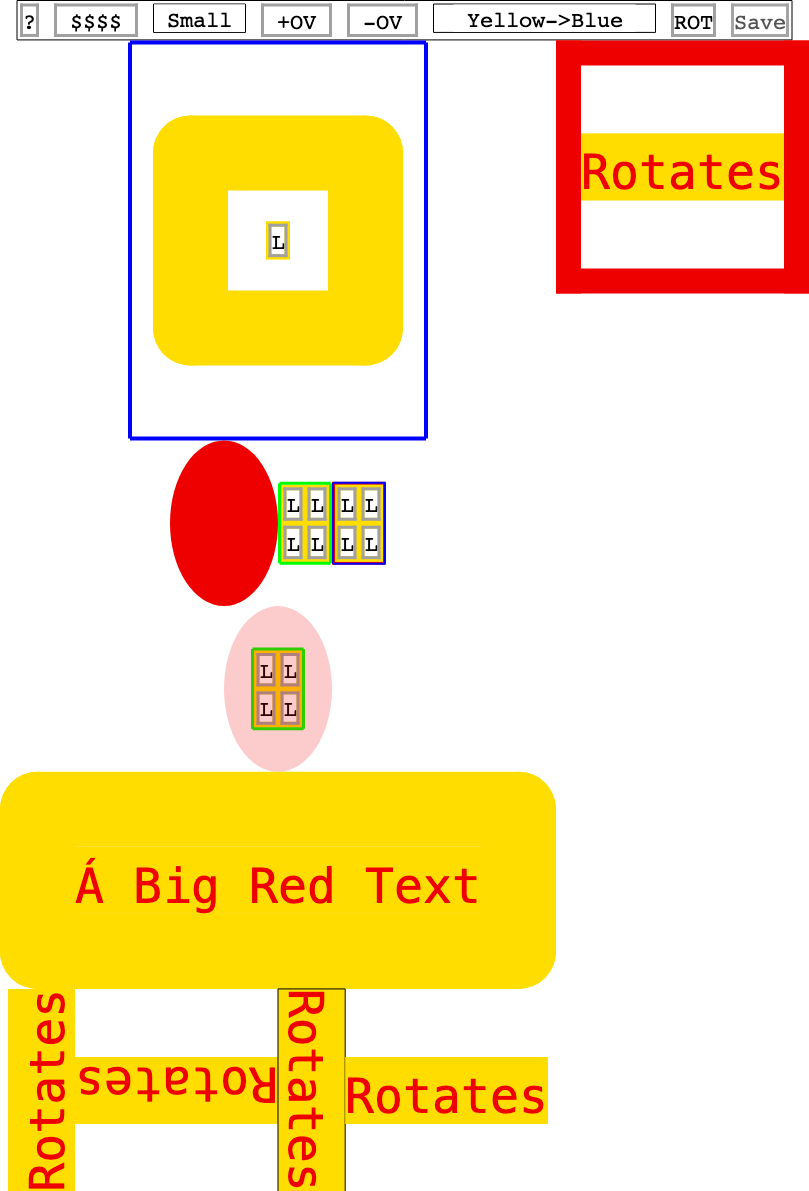 ? $$$$ Small +OV -OV Yellow->Blue ROT Save
Rotates
L
L L L L
L L L L
L L
L L
Á Big Red Text
Rotates
Rotates
Rotates
Rotates